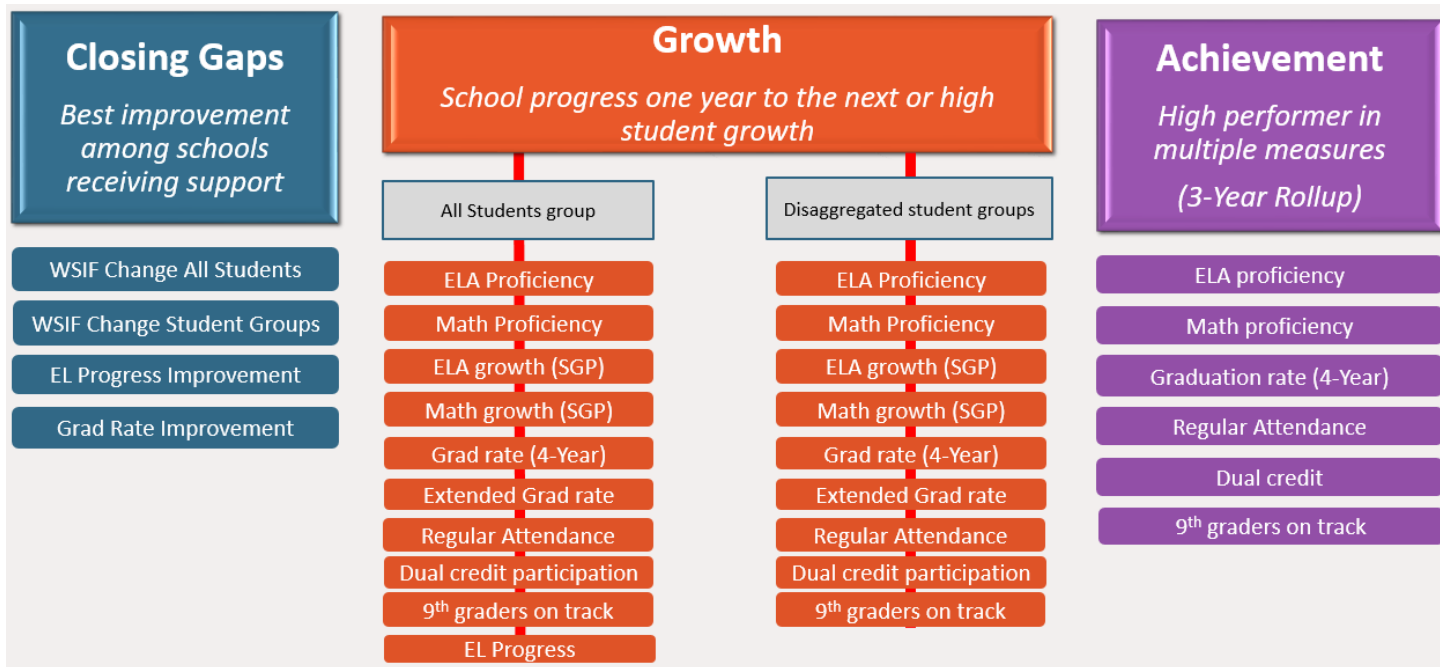 Closing Gaps
Best improvement
among schools
receiving support
WSIF Change All Students
WSIF Change Student Groups
EL Progress Improvement
Grad Rate Improvement
Growth
School progress one year to the next or high
student growth
All Students group
ELA Proficiency
Math Proficiency
ELA growth (SGP)
Math growth (SGP)
Grad rate (4-Year)
Extended Grad rate
Regular Attendance
Dual credit participation
9th graders on track
EL Progress
Disaggregated student groups
ELA Proficiency
Math Proficiency
ELA growth (SGP)
Math growth (SGP)
Grad rate (4-Year)
Extended Grad rate
Regular Attendance
Dual credit participation
9th graders on track
Achievement
High performer in
multiple measures
(3-Year Rollup)
ELA proficiency
Math proficiency
Graduation rate (4-Year)
Regular Attendance
Dual credit
9th graders on track